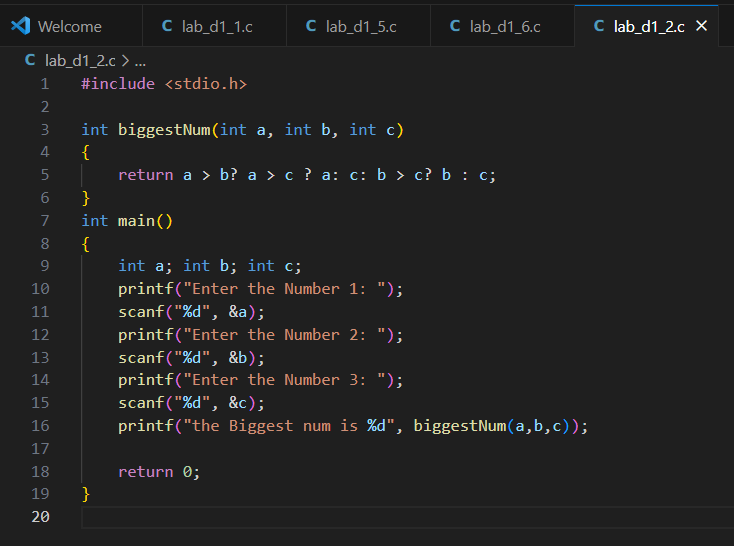 Welcome
C lab_d1_1.c
C lab_d1_5.c
C lab_d1_6.c
C lab_d1_2.c ×
C lab_d1_2.c > ...
1 #include <stdio.h>
2
3 int biggestNum(int a, int b, int c)
4 {
5 return a > b? a > c ? a: c: b > c? b : c;
6 }
7 int main()
8 {
9 int a; int b; int c;
10 printf("Enter the Number 1: ");
11 scanf("%d", &a);
12 printf("Enter the Number 2: ");
13 scanf("%d", &b);
14 printf("Enter the Number 3: ");
15 scanf("%d", &c);
16 printf("the Biggest num is %d", biggestNum(a,b,c));
17
18 return 0;
19 }
20